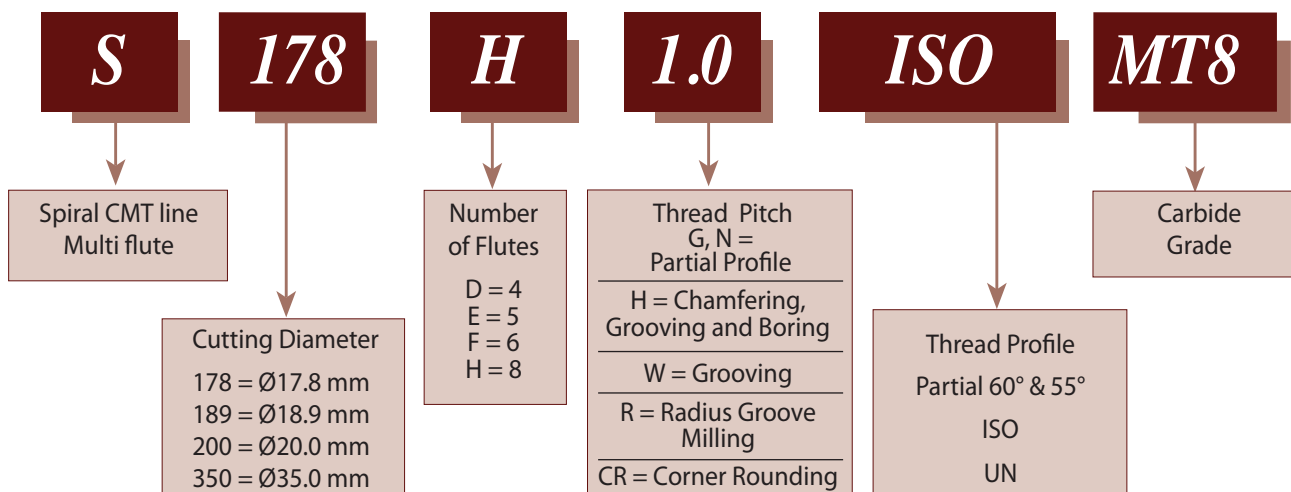 S 178 H 1.0 ISO MT8
Spiral CMT line
Multi flute
Cutting Diameter
178 = Ø17.8 mm
189 = Ø18.9 mm
200 = Ø20.0 mm
350 = Ø35.0 mm
Number
of Flutes
D = 4
E = 5
F = 6
H = 8
Thread Pitch
G, N =
Partial Profile
H = Chamfering,
Grooving and Boring
W = Grooving
R = Radius Groove
Milling
CR = Corner Rounding
Thread Profile
Partial 60° & 55°
ISO
UN
Carbide
Grade